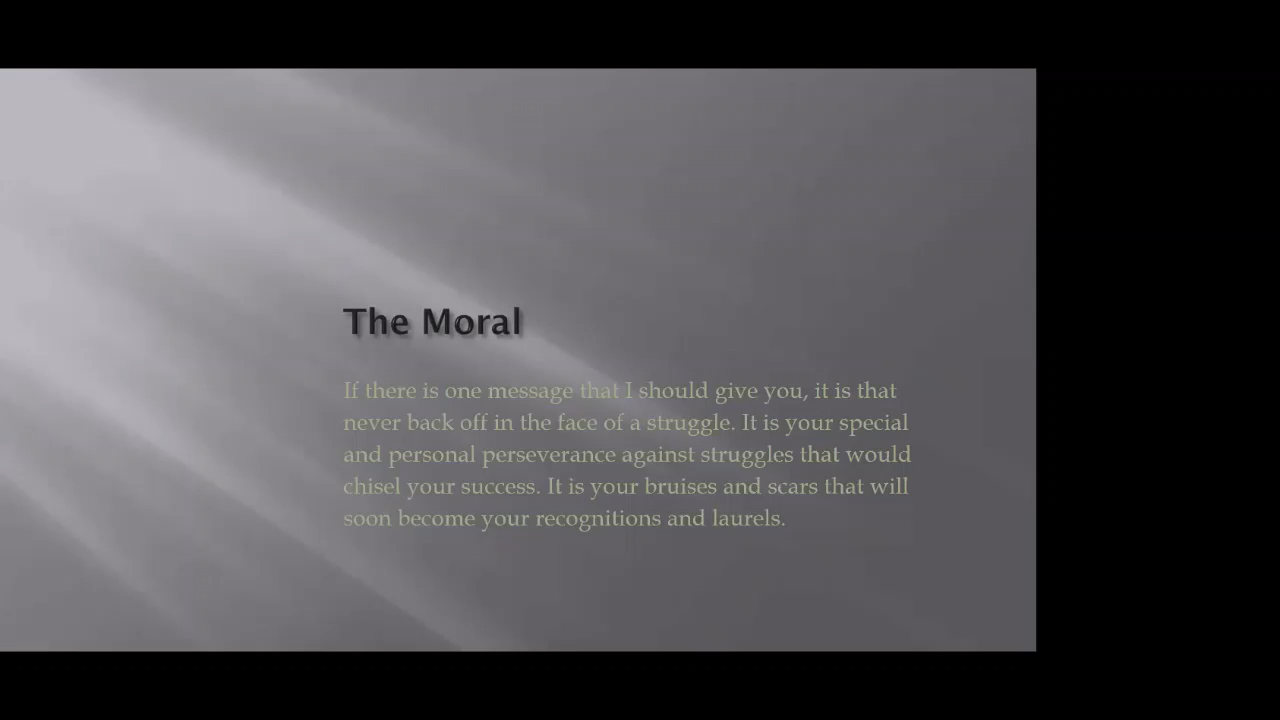 The Moral
If there is one message that I should give you, it is that
never back off in the face of a struggle. It is your special
and personal perseverance against struggles that would
chisel your success. It is your bruises and scars that will
soon become your recognitions and laurels.